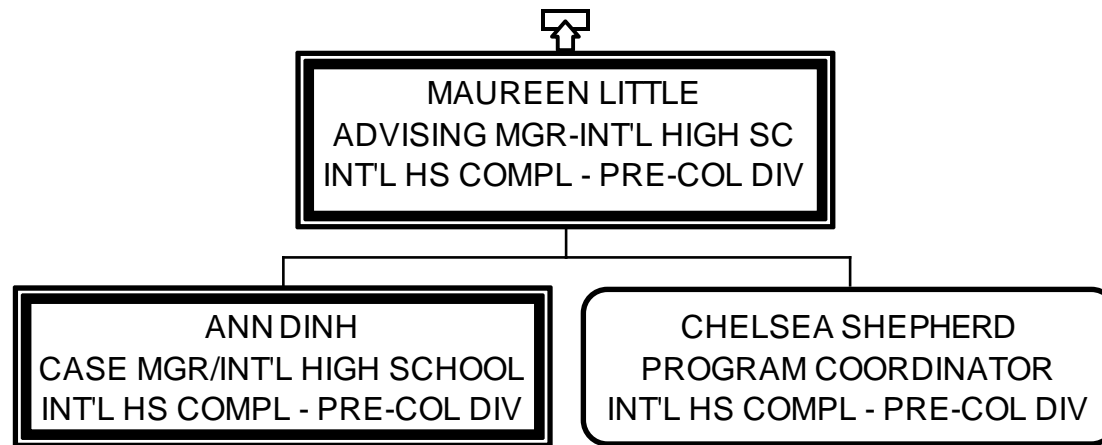 MAUREEN LITTLE
ADVISING MGR-INT'L HIGH SC
INT'L HS COMPL - PRE-COL DIV
ANN DINH
CASE MGR/INT'L HIGH SCHOOL
INT'L HS COMPL - PRE-COL DIV
CHELSEA SHEPHERD
PROGRAM COORDINATOR
INT'L HS COMPL - PRE-COL DIV